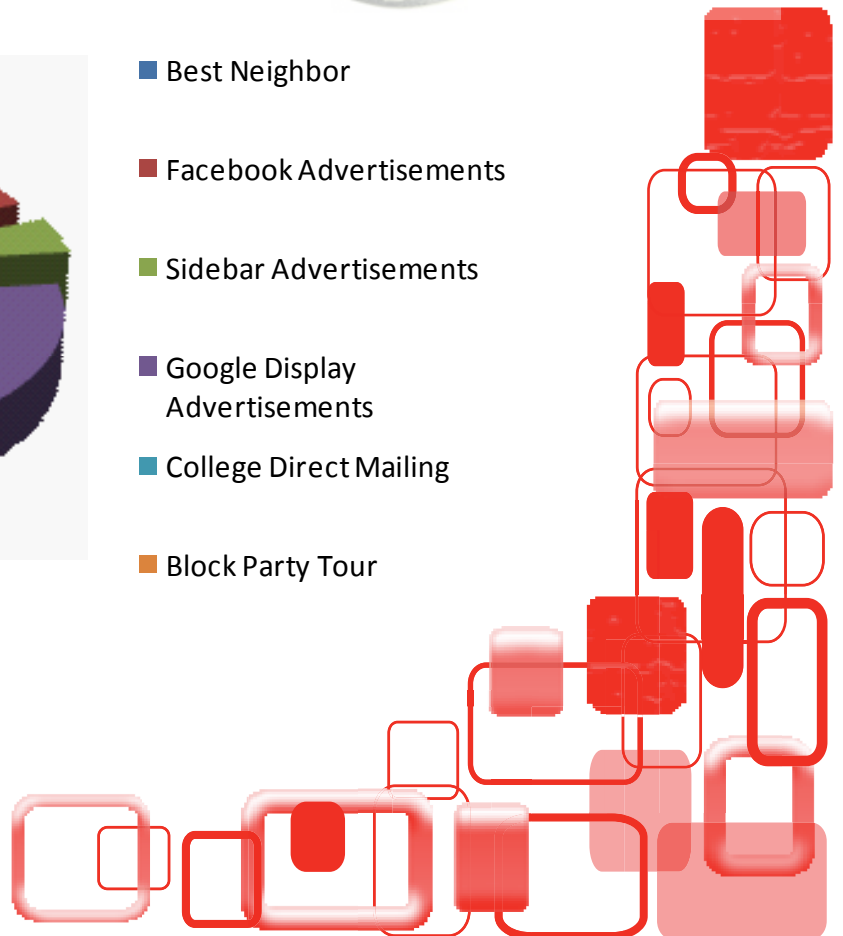 Best Neighbor
Facebook Advertisements
Sidebar Advertisements
Google Display
Advertisements
College Direct Mailing
Block Party Tour